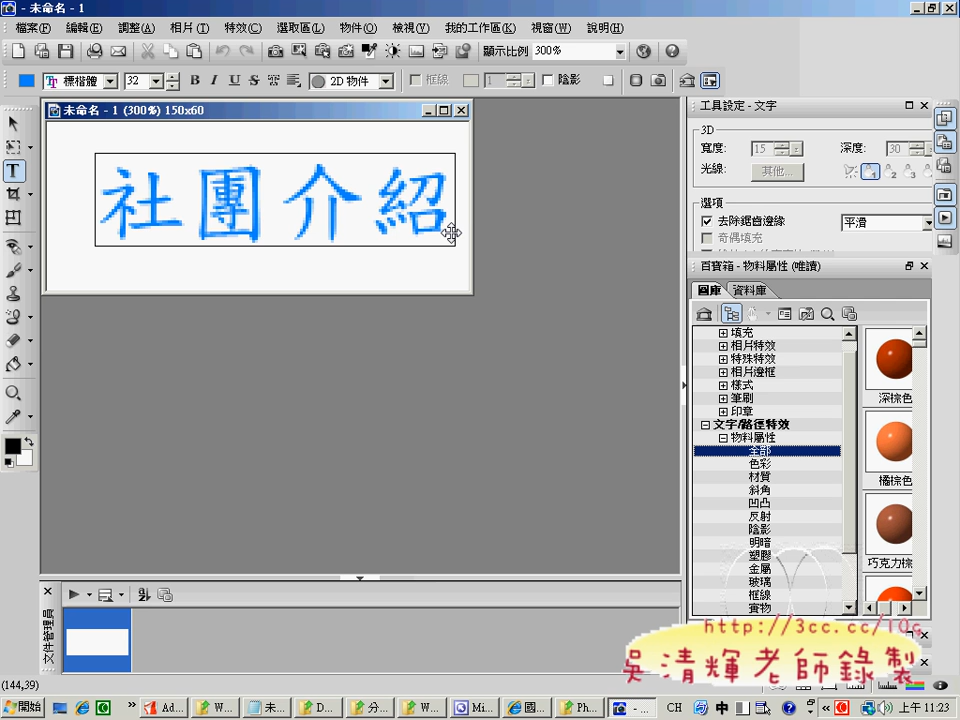 - 未命名 - 1
檔案(F) 編輯(E) 調整(A) 相片(I) 特效(C) 選取區(L) 物件(O) 檢視(V) 我的工作區(K) 視窗(W) 說明(H)
顯示比例 300%
標楷體 32 B I U S 2D 物件 框線 1 陰影
未命名 - 1 (300%) 150x60
社團介紹
工具設定 - 文字
3D
寬度: 15 深度: 30
光線: 其他...
選項
去除鋸齒邊緣 平滑
奇偶填充
百寶箱 - 物料屬性 (唯讀)
圖庫 資料庫
填充
相片特效
特殊特效
相片邊框
樣式
筆刷
印章
文字/路徑特效
物料屬性
全部
色彩
材質
斜角
凹凸
反射
陰影
明暗
塑膠
金屬
玻璃
框線
寶物
深棕色
橘棕色
巧克力棕
文件管理員
http://3cc.cc/10q
吳清輝老師錄製
(144,39)
開始 Ad... W... 未... D... 分... W... Mi... 國... Ph... - ... CH 中 上午 11:23